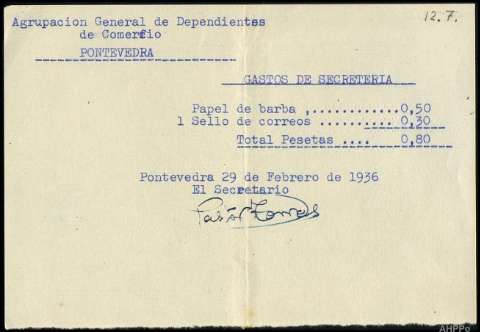 12.7.
Agrupacion General de Dependientes
de Comercio
PONTEVEDRA
GASTOS DE SECRETERIA
Papel de barba ,............0,50
1 Sello de correos ..........0,30
Total Pesetas .... 0,80
Pontevedra 29 de Febrero de 1936
El Secretario
Torres
AHPPo